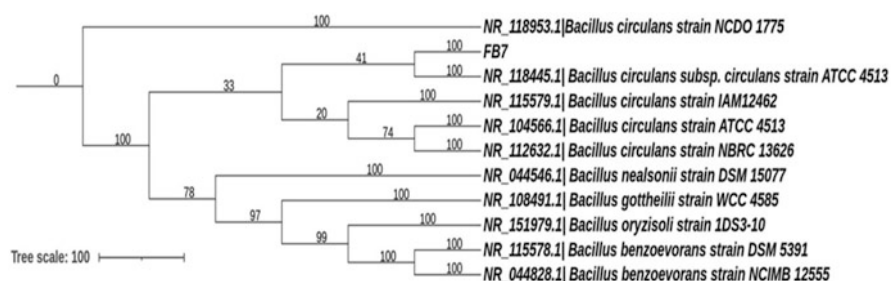 100
NR_118953.1|Bacillus circulans strain NCDO 1775
100
FB7
41
0
33
100
NR_118445.1| Bacillus circulans subsp. circulans strain ATCC 4513
100
NR_115579.1| Bacillus circulans strain IAM12462
20
100
NR_104566.1| Bacillus circulans strain ATCC 4513
74
100
100
NR_112632.1| Bacillus circulans strain NBRC 13626
100
NR_044546.1| Bacillus nealsonii strain DSM 15077
78
100
NR_108491.1| Bacillus gottheilii strain WCC 4585
97
100
NR_151979.1| Bacillus oryzisoli strain 1DS3-10
99
100
NR_115578.1| Bacillus benzoevorans strain DSM 5391
Tree scale: 100
100
100
NR_044828.1| Bacillus benzoevorans strain NCIMB 12555